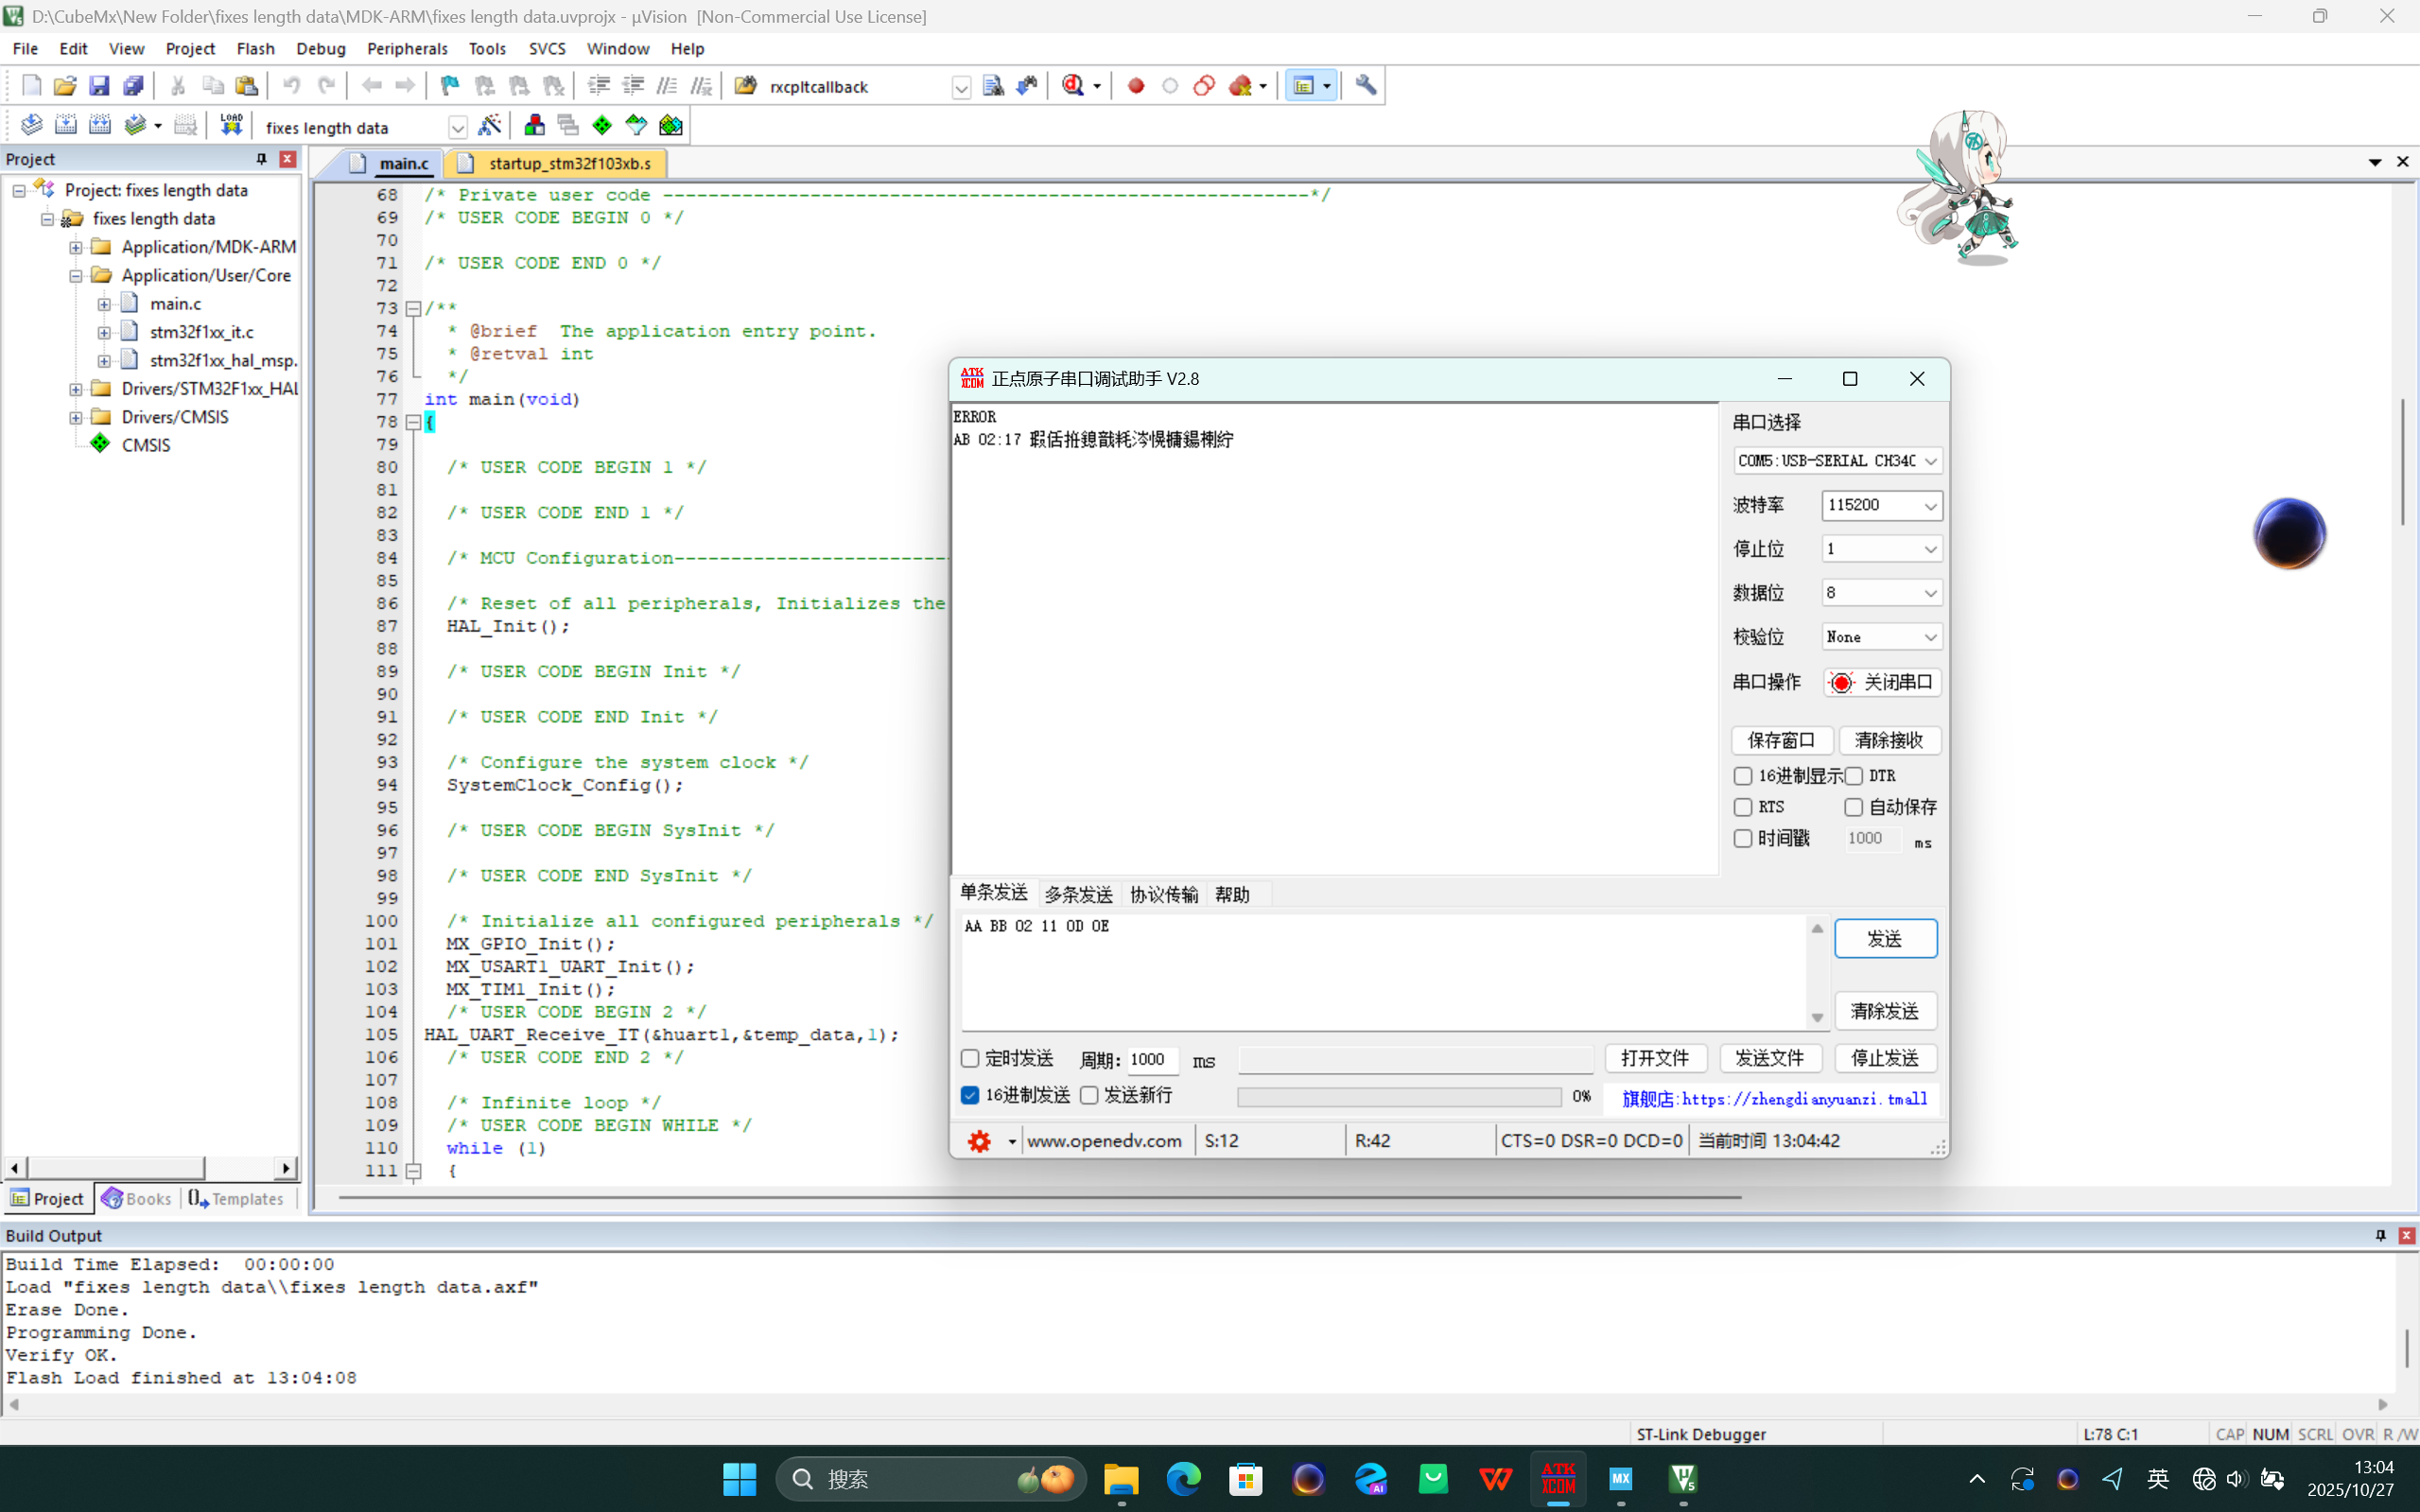 D:\CubeMx\New Folder\fixes length data\MDK-ARM\fixes length data.uvprojx - µVision  [Non-Commercial Use License]
File Edit View Project Flash Debug Peripherals Tools SVCS Window Help
rxcpltcallback
LOAD fixes length data
Project
Project: fixes length data
fixes length data
Application/MDK-ARM
Application/User/Core
main.c
stm32f1xx_it.c
stm32f1xx_hal_msp.
Drivers/STM32F1xx_HAL
Drivers/CMSIS
CMSIS
Project Books Templates
main.c startup_stm32f103xb.s
68 /* Private user code ---------------------------------------------------------*/
69 /* USER CODE BEGIN 0 */
70
71 /* USER CODE END 0 */
72
73 /**
74 * @brief  The application entry point.
75 * @retval int
76 */
77 int main(void)
78 {
79
80 /* USER CODE BEGIN 1 */
81
82 /* USER CODE END 1 */
83
84 /* MCU Configuration------------------------
85
86 /* Reset of all peripherals, Initializes the
87 HAL_Init();
88
89 /* USER CODE BEGIN Init */
90
91 /* USER CODE END Init */
92
93 /* Configure the system clock */
94 SystemClock_Config();
95
96 /* USER CODE BEGIN SysInit */
97
98 /* USER CODE END SysInit */
99
100 /* Initialize all configured peripherals */
101 MX_GPIO_Init();
102 MX_USART1_UART_Init();
103 MX_TIM1_Init();
104 /* USER CODE BEGIN 2 */
105 HAL_UART_Receive_IT(&huart1,&temp_data,1);
106 /* USER CODE END 2 */
107
108 /* Infinite loop */
109 /* USER CODE BEGIN WHILE */
110 while (1)
111 {
ATK XCOM 正点原子串口调试助手 V2.8
ERROR
AB 02:17
串口选择
COM5:USB-SERIAL CH340
波特率 115200
停止位 1
数据位 8
校验位 None
串口操作 关闭串口
保存窗口 清除接收
16进制显示 DTR
RTS 自动保存
时间戳 1000 ms
单条发送 多条发送 协议传输 帮助
AA BB 02 11 0D 0E
发送
清除发送
定时发送 周期: 1000 ms 打开文件 发送文件 停止发送
16进制发送 发送新行 0% 旗舰店:https://zhengdianyuanzi.tmall
www.openedv.com S:12 R:42 CTS=0 DSR=0 DCD=0 当前时间 13:04:42
Build Output
Build Time Elapsed:  00:00:00
Load "fixes length data\\fixes length data.axf"
Erase Done.
Programming Done.
Verify OK.
Flash Load finished at 13:04:08
ST-Link Debugger L:78 C:1 CAP NUM SCRL OVR R/W
搜索 ATK XCOM MX 英 13:04
2025/10/27